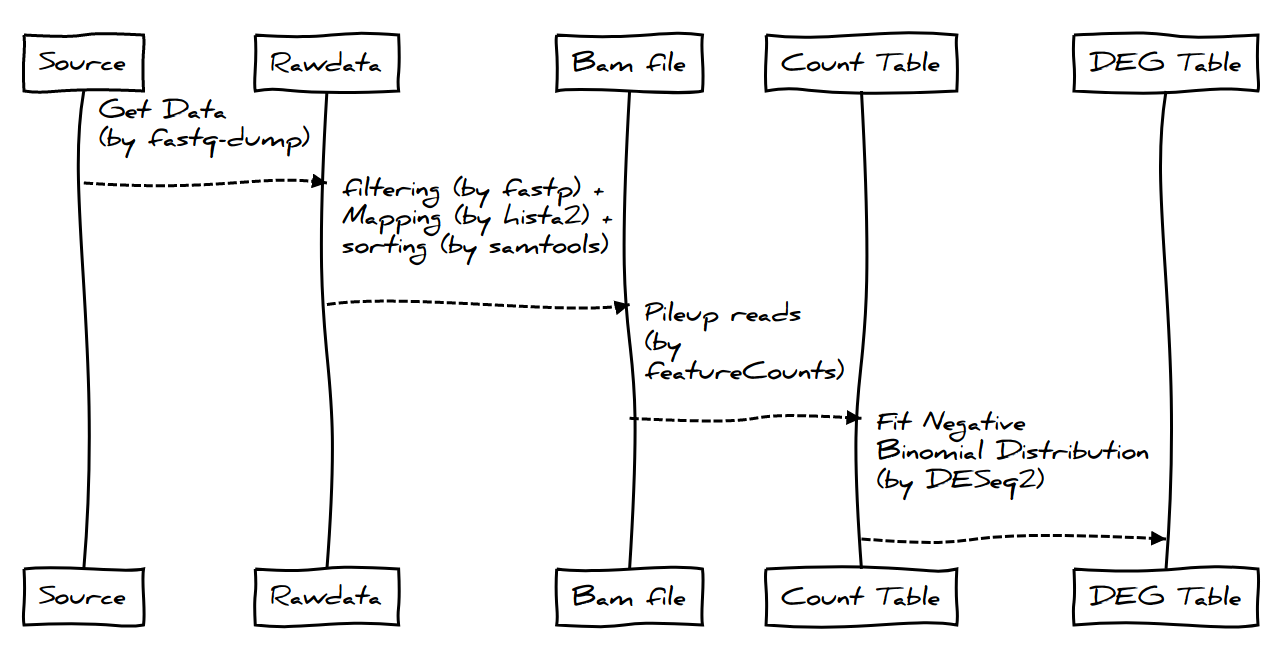 Source
Rawdata
Bam file
Count Table
DEG Table
Get Data
(by fastq-dump)
filtering (by fastp) +
Mapping (by hista2) +
sorting (by samtools)
Pileup reads
(by
featureCounts)
Fit Negative
Binomial Distribution
(by DESeq2)
Source
Rawdata
Bam file
Count Table
DEG Table